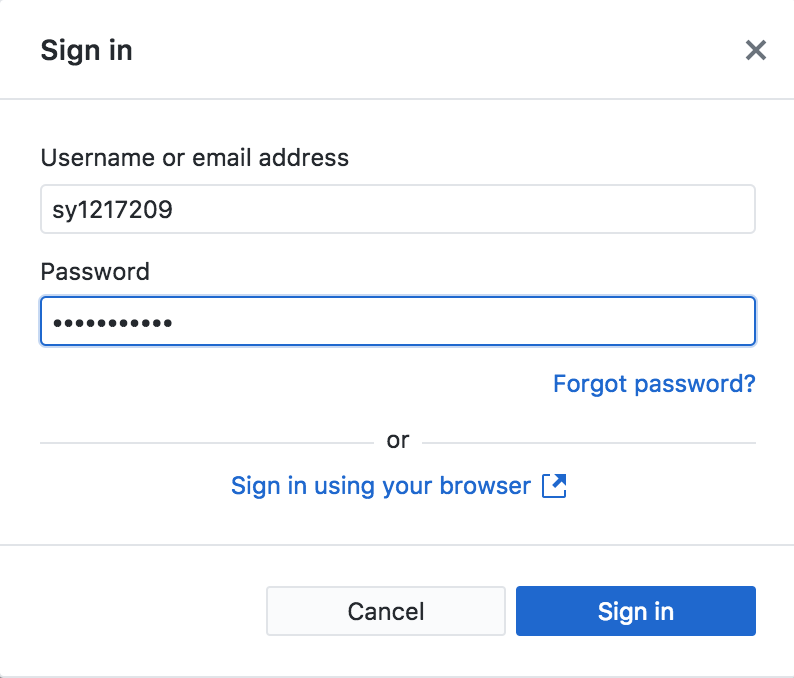 Sign in
Username or email address
sy1217209
Password
•••••••••••
Forgot password?
or
Sign in using your browser
Cancel
Sign in